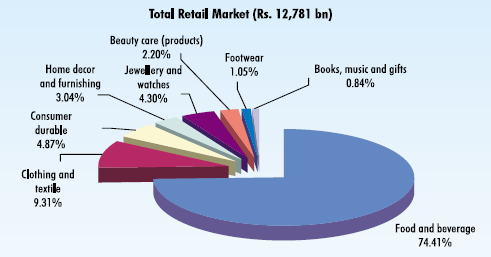 Total Retail Market (Rs. 12,781 bn)
Beauty care (products)
2.20%
Footwear
1.05%
Books, music and gifts
0.84%
Jewellery and
watches
4.30%
Home decor
and furnishing
3.04%
Consumer
durable
4.87%
Clothing and
textile
9.31%
Food and beverage
74.41%